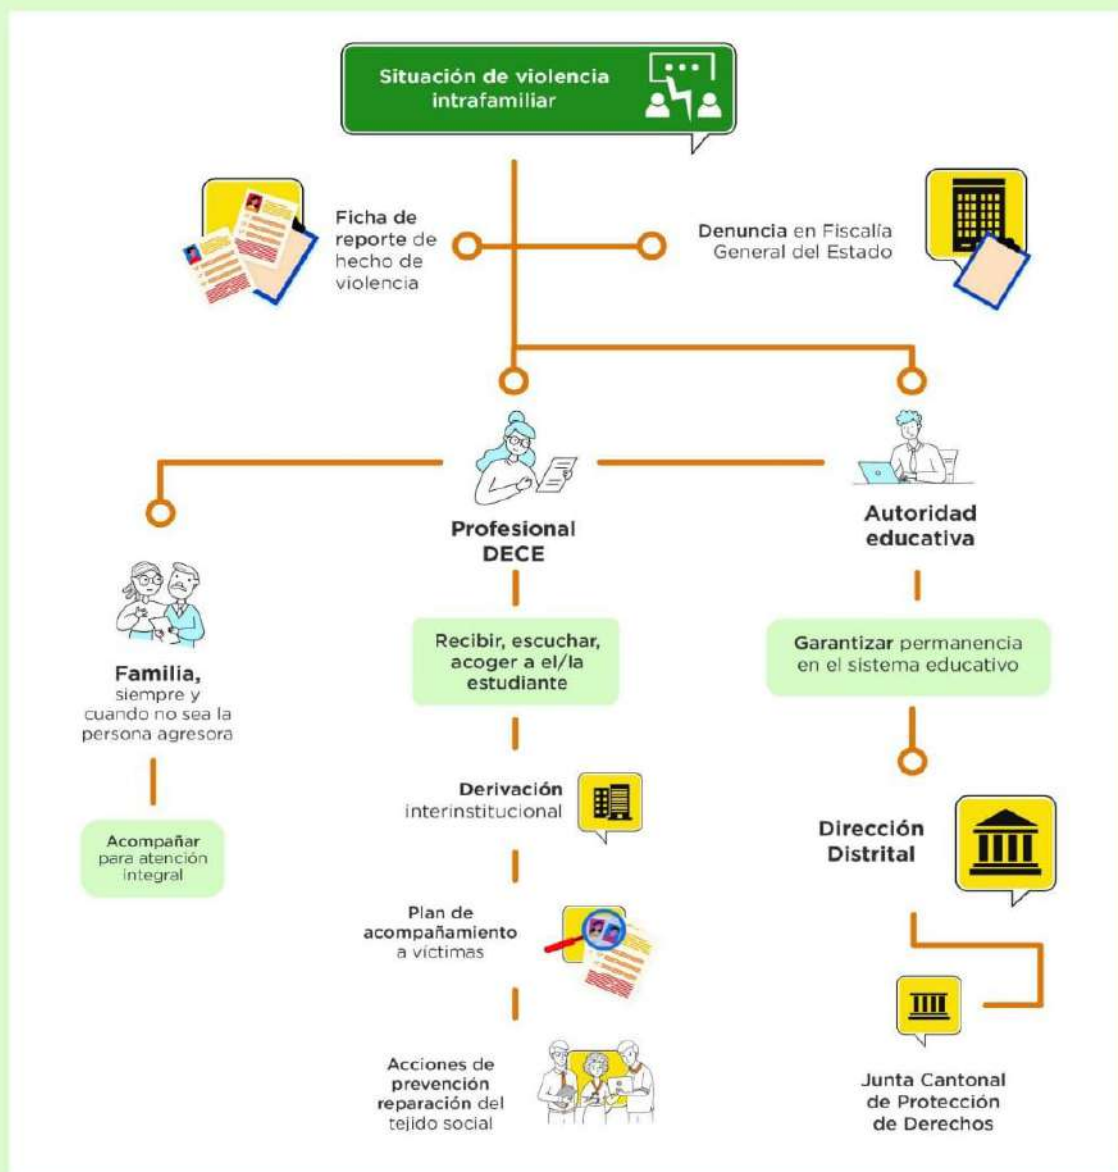 Situación de violencia
intrafamiliar
Ficha de
reporte de
hecho de
violencia
Denuncia en Fiscalía
General del Estado
Profesional
DECE
Autoridad
educativa
Familia,
siempre y
cuando no sea la
persona agresora
Recibir, escuchar,
acoger a el/la
estudiante
Garantizar permanencia
en el sistema educativo
Acompañar
para atención
integral
Derivación
interinstitucional
Dirección
Distrital
Plan de
acompañamiento
a víctimas
Acciones de
prevención
reparación del
tejido social
Junta Cantonal
de Protección
de Derechos